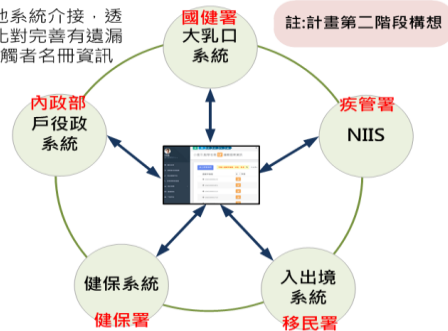 他系統介接，透
比對完善有遺漏
觸者名冊資訊
註:計畫第二階段構想
國健署
大乳口
系統
內政部
戶役政
系統
疾管署
NIIS
健保系統
健保署
入出境
系統
移民署